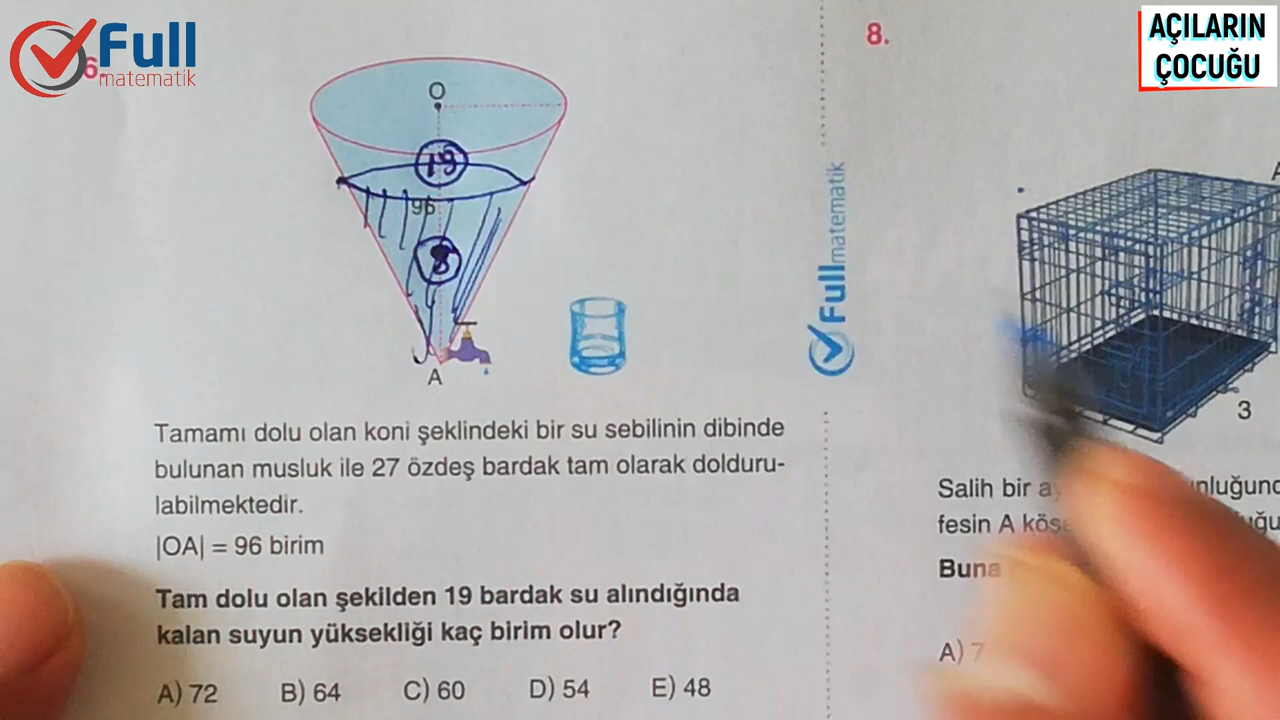 Full
matematik
AÇILARIN
ÇOCUĞU
6.
O
19
96
8
A
Tamamı dolu olan koni şeklindeki bir su sebilinin dibinde
bulunan musluk ile 27 özdeş bardak tam olarak dolduru-
labilmektedir.
|OA| = 96 birim
Tam dolu olan şekilden 19 bardak su alındığında
kalan suyun yüksekliği kaç birim olur?
A) 72 B) 64 C) 60 D) 54 E) 48
Fullmatematik
8.
A
3
Salih bir
fesin A
Buna
A) 7